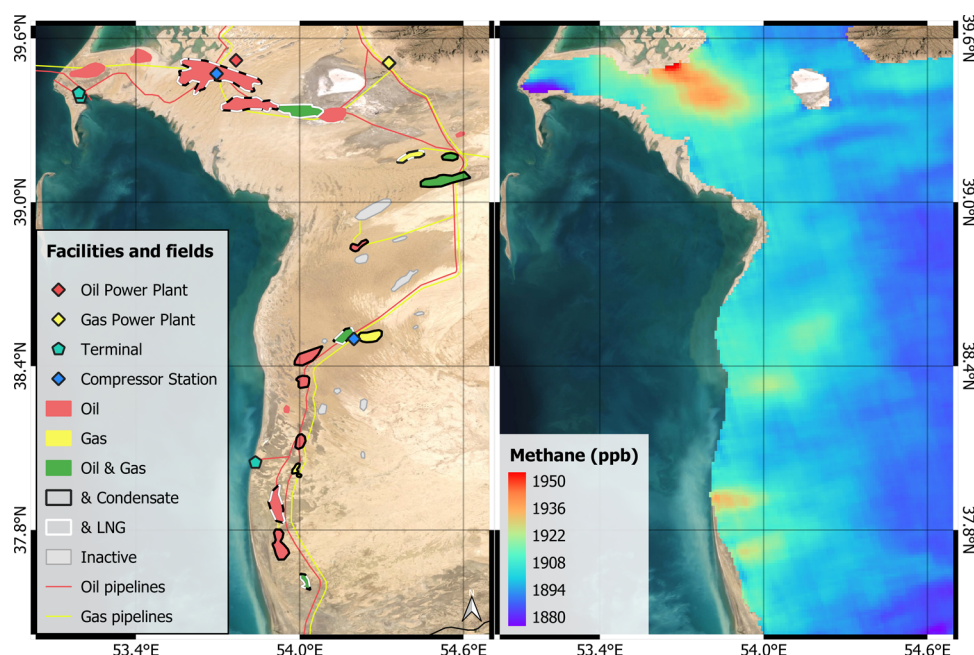 39.6°N
39.0°N
38.4°N
37.8°N
Facilities and fields
Oil Power Plant
Gas Power Plant
Terminal
Compressor Station
Oil
Gas
Oil & Gas
& Condensate
& LNG
Inactive
Oil pipelines
Gas pipelines
53.4°E
54.0°E
54.6°E
Methane (ppb)
1950
1936
1922
1908
1894
1880
53.4°E
54.0°E
54.6°E
39.6°N
39.0°N
38.4°N
37.8°N